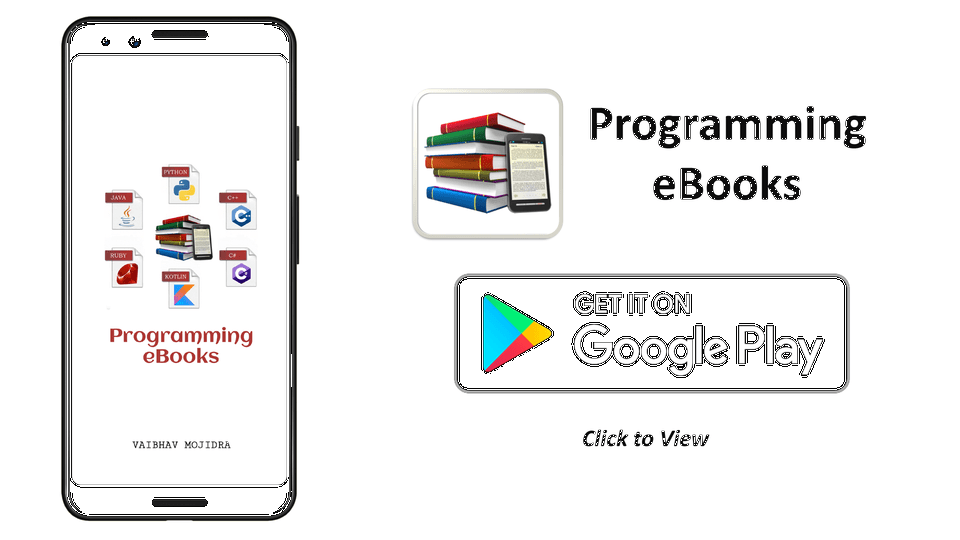 PYTHON
JAVA
C++
RUBY
C#
KOTLIN
Programming
eBooks
VAIBHAV MOJIDRA
Programming
eBooks
GET IT ON
Google Play
Click to View